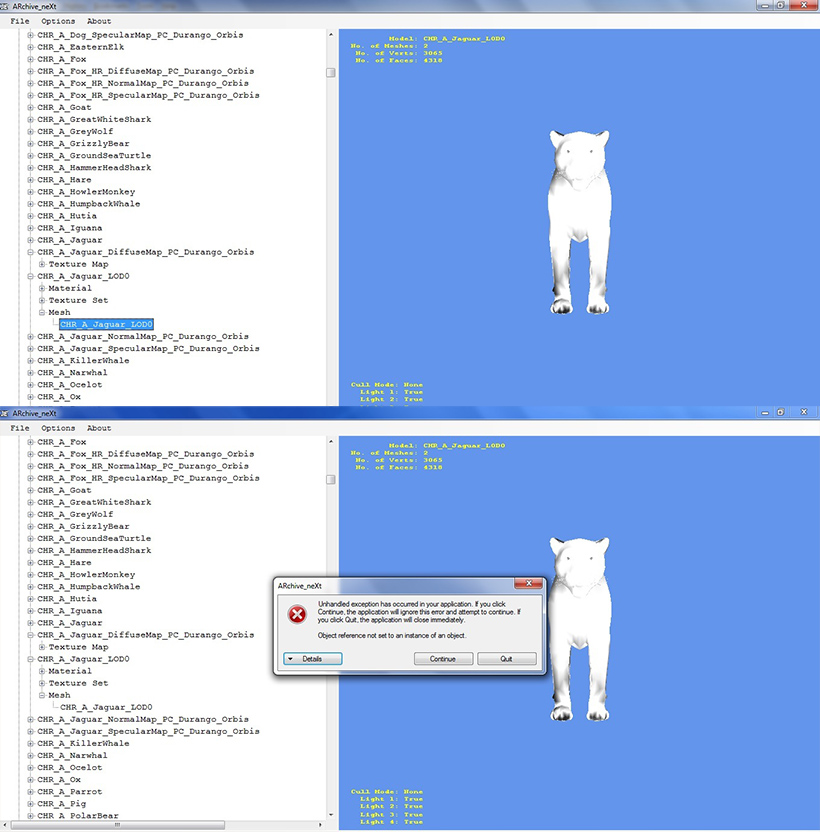 ARchive_neXt
File Options About
CHR_A_Dog_SpecularMap_PC_Durango_Orbis
CHR_A_EasternElk
CHR_A_Fox
CHR_A_Fox_HR_DiffuseMap_PC_Durango_Orbis
CHR_A_Fox_HR_NormalMap_PC_Durango_Orbis
CHR_A_Fox_HR_SpecularMap_PC_Durango_Orbis
CHR_A_Goat
CHR_A_GreatWhiteShark
CHR_A_GreyWolf
CHR_A_GrizzlyBear
CHR_A_GroundSeaTurtle
CHR_A_HammerHeadShark
CHR_A_Hare
CHR_A_HowlerMonkey
CHR_A_HumpbackWhale
CHR_A_Hutia
CHR_A_Iguana
CHR_A_Jaguar
CHR_A_Jaguar_DiffuseMap_PC_Durango_Orbis
Texture Map
CHR_A_Jaguar_LOD0
Material
Texture Set
Mesh
CHR_A_Jaguar_LOD0
CHR_A_Jaguar_NormalMap_PC_Durango_Orbis
CHR_A_Jaguar_SpecularMap_PC_Durango_Orbis
CHR_A_KillerWhale
CHR_A_Narwhal
CHR_A_Ocelot
CHR_A_Ox
Model: CHR_A_Jaguar_LOD0
No. of Meshes: 2
No. of Verts: 3065
No. of Faces: 4318
Cull Mode: None
Light 1: True
Light 2: True
ARchive_neXt
File Options About
CHR_A_Fox
CHR_A_Fox_HR_DiffuseMap_PC_Durango_Orbis
CHR_A_Fox_HR_NormalMap_PC_Durango_Orbis
CHR_A_Fox_HR_SpecularMap_PC_Durango_Orbis
CHR_A_Goat
CHR_A_GreatWhiteShark
CHR_A_GreyWolf
CHR_A_GrizzlyBear
CHR_A_GroundSeaTurtle
CHR_A_HammerHeadShark
CHR_A_Hare
CHR_A_HowlerMonkey
CHR_A_HumpbackWhale
CHR_A_Hutia
CHR_A_Iguana
CHR_A_Jaguar
CHR_A_Jaguar_DiffuseMap_PC_Durango_Orbis
Texture Map
CHR_A_Jaguar_LOD0
Material
Texture Set
Mesh
CHR_A_Jaguar_LOD0
CHR_A_Jaguar_NormalMap_PC_Durango_Orbis
CHR_A_Jaguar_SpecularMap_PC_Durango_Orbis
CHR_A_KillerWhale
CHR_A_Narwhal
CHR_A_Ocelot
CHR_A_Ox
CHR_A_Parrot
CHR_A_Pig
CHR_A_PolarBear
Model: CHR_A_Jaguar_LOD0
No. of Meshes: 2
No. of Verts: 3065
No. of Faces: 4318
ARchive_neXt
Unhandled exception has occurred in your application. If you click
Continue, the application will ignore this error and attempt to continue. If
you click Quit, the application will close immediately.
Object reference not set to an instance of an object.
Details
Continue
Quit
Cull Mode: None
Light 1: True
Light 2: True
Light 3: True
Light 4: True